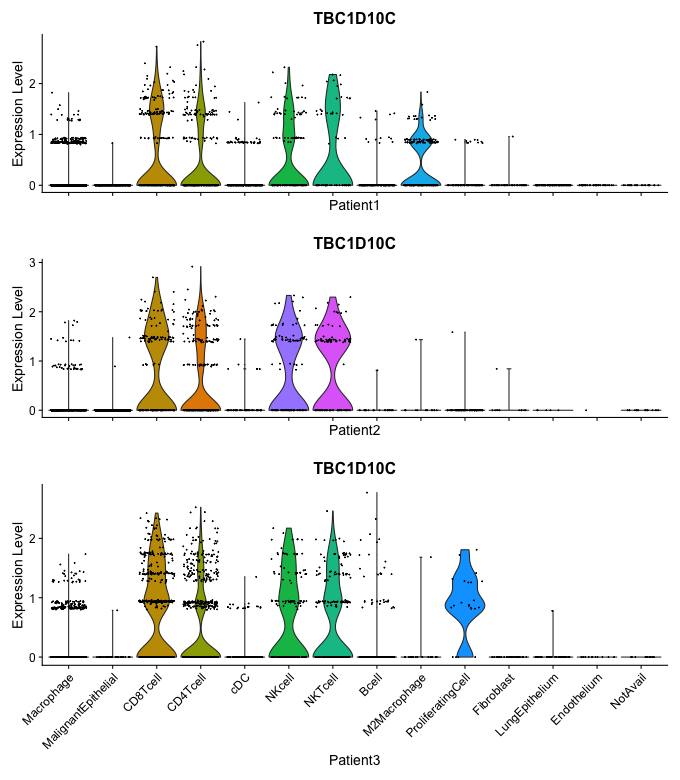 TBC1D10C
Expression Level
2
1
0
Patient1
TBC1D10C
Expression Level
3
2
1
0
Patient2
TBC1D10C
Expression Level
2
1
0
Macrophage
MalignantEpithelial
CD8Tcell
CD4Tcell
cDC
NKcell
NKTcell
Bcell
M2Macrophage
ProliferatingCell
Fibroblast
LungEpithelium
Endothelium
NotAvail
Patient3